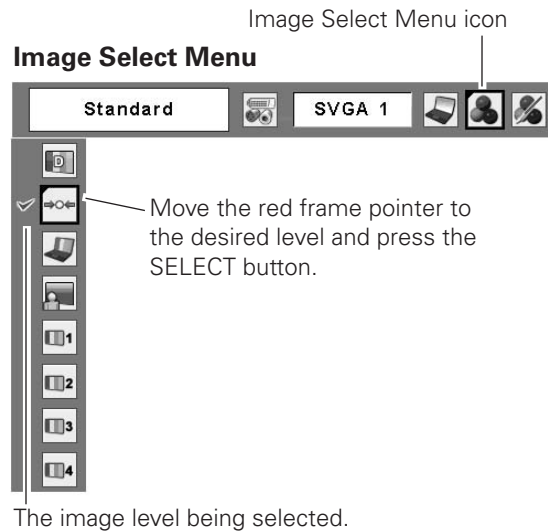 Image Select Menu icon
Image Select Menu
Standard
SVGA 1
D
Move the red frame pointer to
the desired level and press the
SELECT button.
1
2
3
4
The image level being selected.